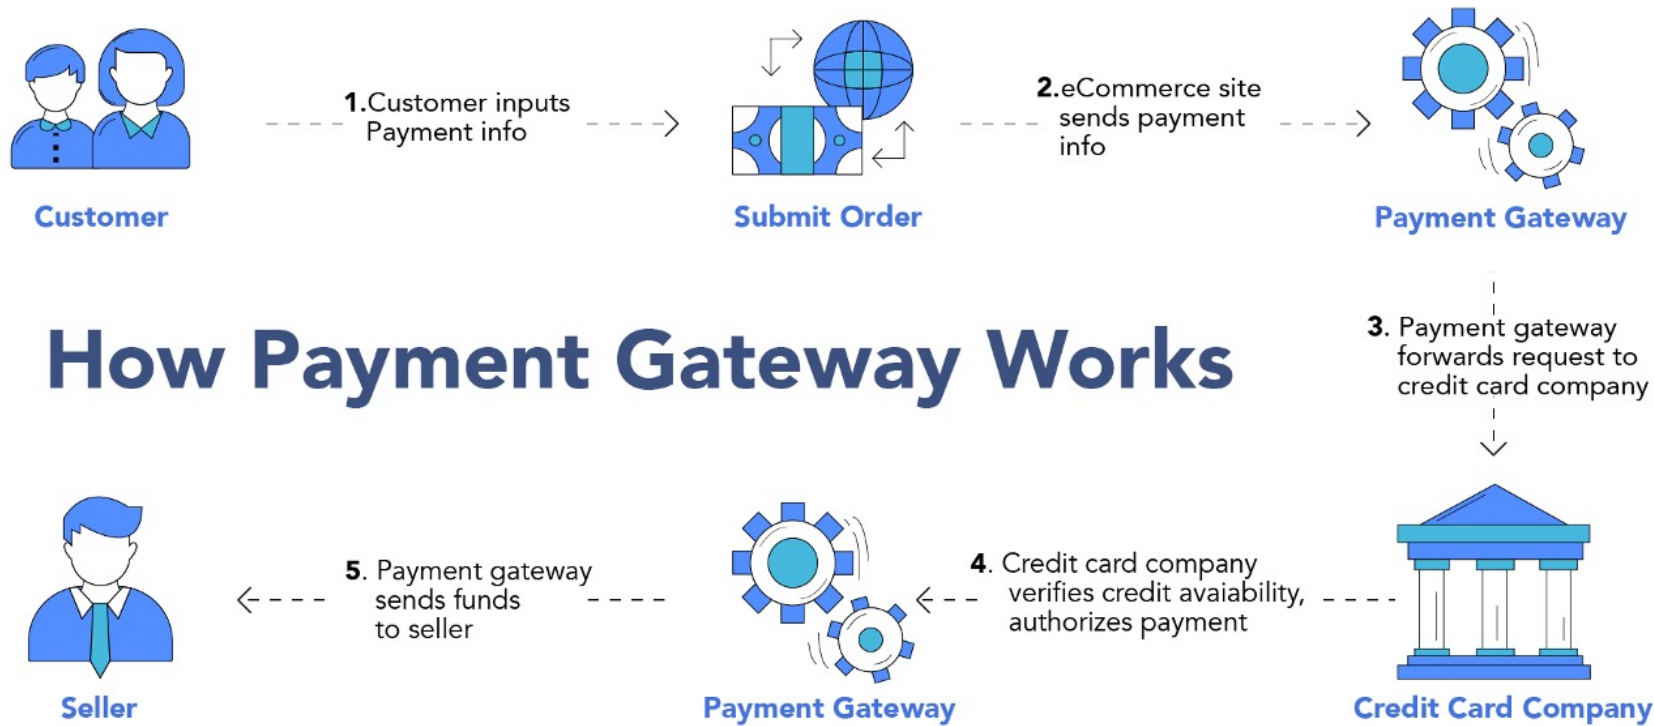 1.Customer inputs
Payment info
2.eCommerce site
sends payment
info
Customer
Submit Order
Payment Gateway
How Payment Gateway Works
3. Payment gateway
forwards request to
credit card company
5. Payment gateway
sends funds
to seller
4. Credit card company
verifies credit avaiability,
authorizes payment
Seller
Payment Gateway
Credit Card Company